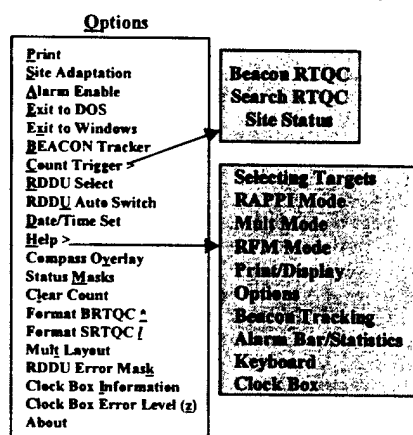 Options
Print
Site Adaptation
Alarm Enable
Exit to DOS
Exit to Windows
BEACON Tracker
Count Trigger >
RDDU Select
RDDU Auto Switch
Date/Time Set
Help >
Compass Overlay
Status Masks
Clear Count
Format BRTQC ^
Format SRTQC /
Mult Layout
RDDU Error Mask
Clock Box Information
Clock Box Error Level (z)
About
Beacon RTQC
Search RTQC
Site Status
Selecting Targets
RAPPI Mode
Mult Mode
RFM Mode
Print/Display
Options
Beacon Tracking
Alarm Bar/Statistics
Keyboard
Clock Box